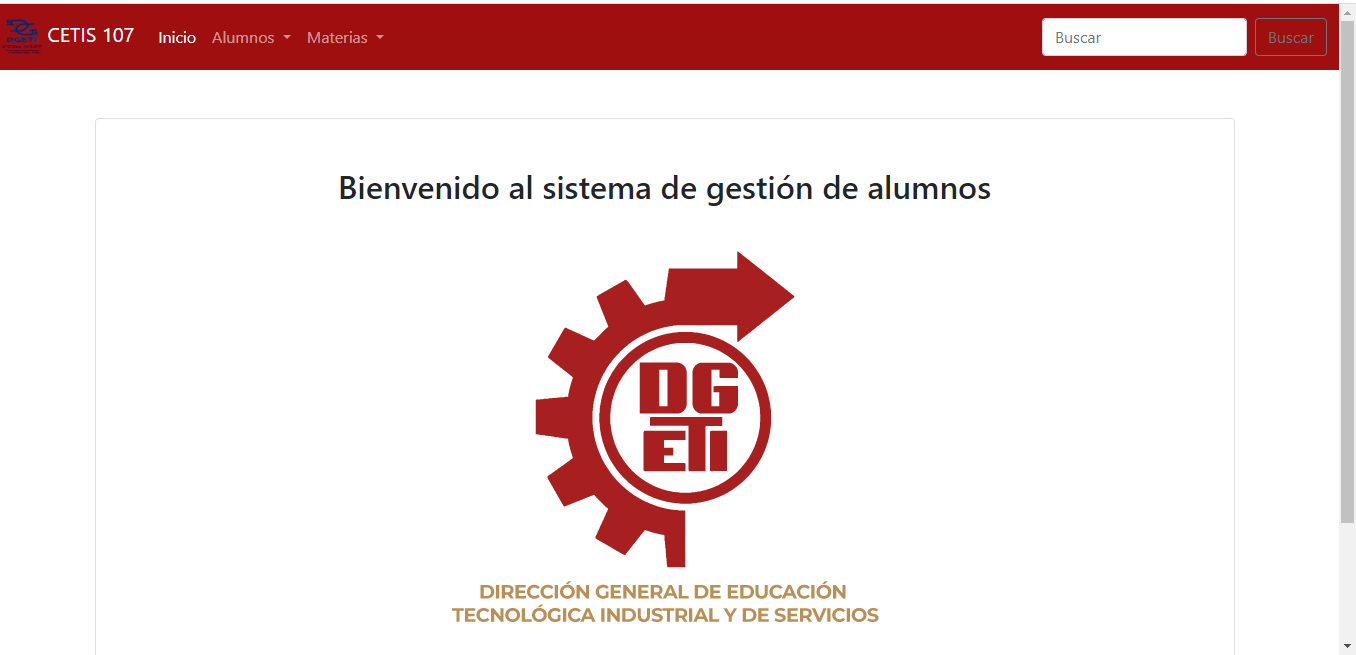 CETIS 107
Inicio
Alumnos
Materias
Buscar
Buscar
Bienvenido al sistema de gestión de alumnos
DG
ETI
DIRECCIÓN GENERAL DE EDUCACIÓN
TECNOLÓGICA INDUSTRIAL Y DE SERVICIOS